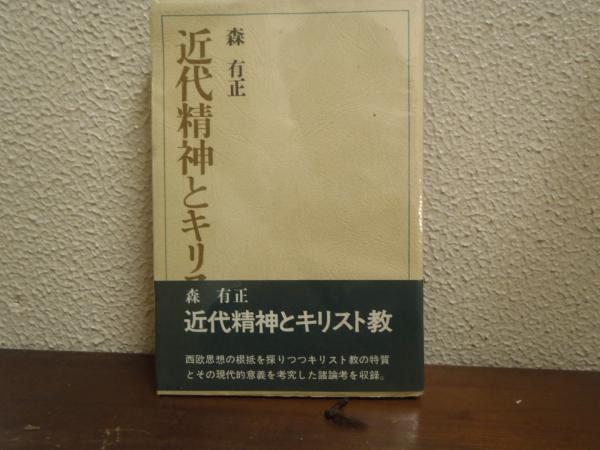 森 有正
近代精神とキリス
森 有正
近代精神とキリスト教
西欧思想の根抵を探りつつキリスト教の特質
とその現代的意義を考究した諸論考を収録。